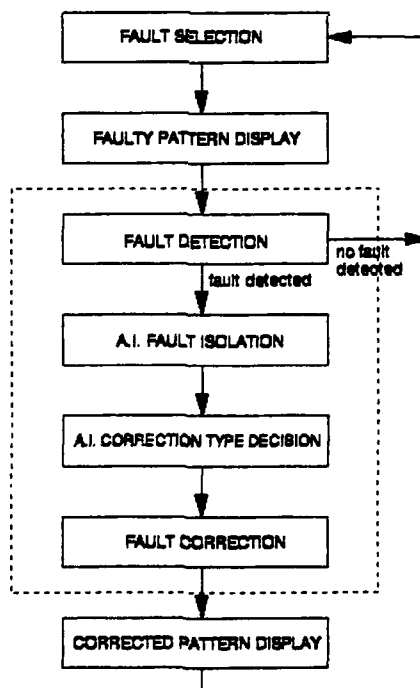 FAULT SELECTION
FAULTY PATTERN DISPLAY
FAULT DETECTION
no fault
detected
fault detected
A.I. FAULT ISOLATION
A.I. CORRECTION TYPE DECISION
FAULT CORRECTION
CORRECTED PATTERN DISPLAY